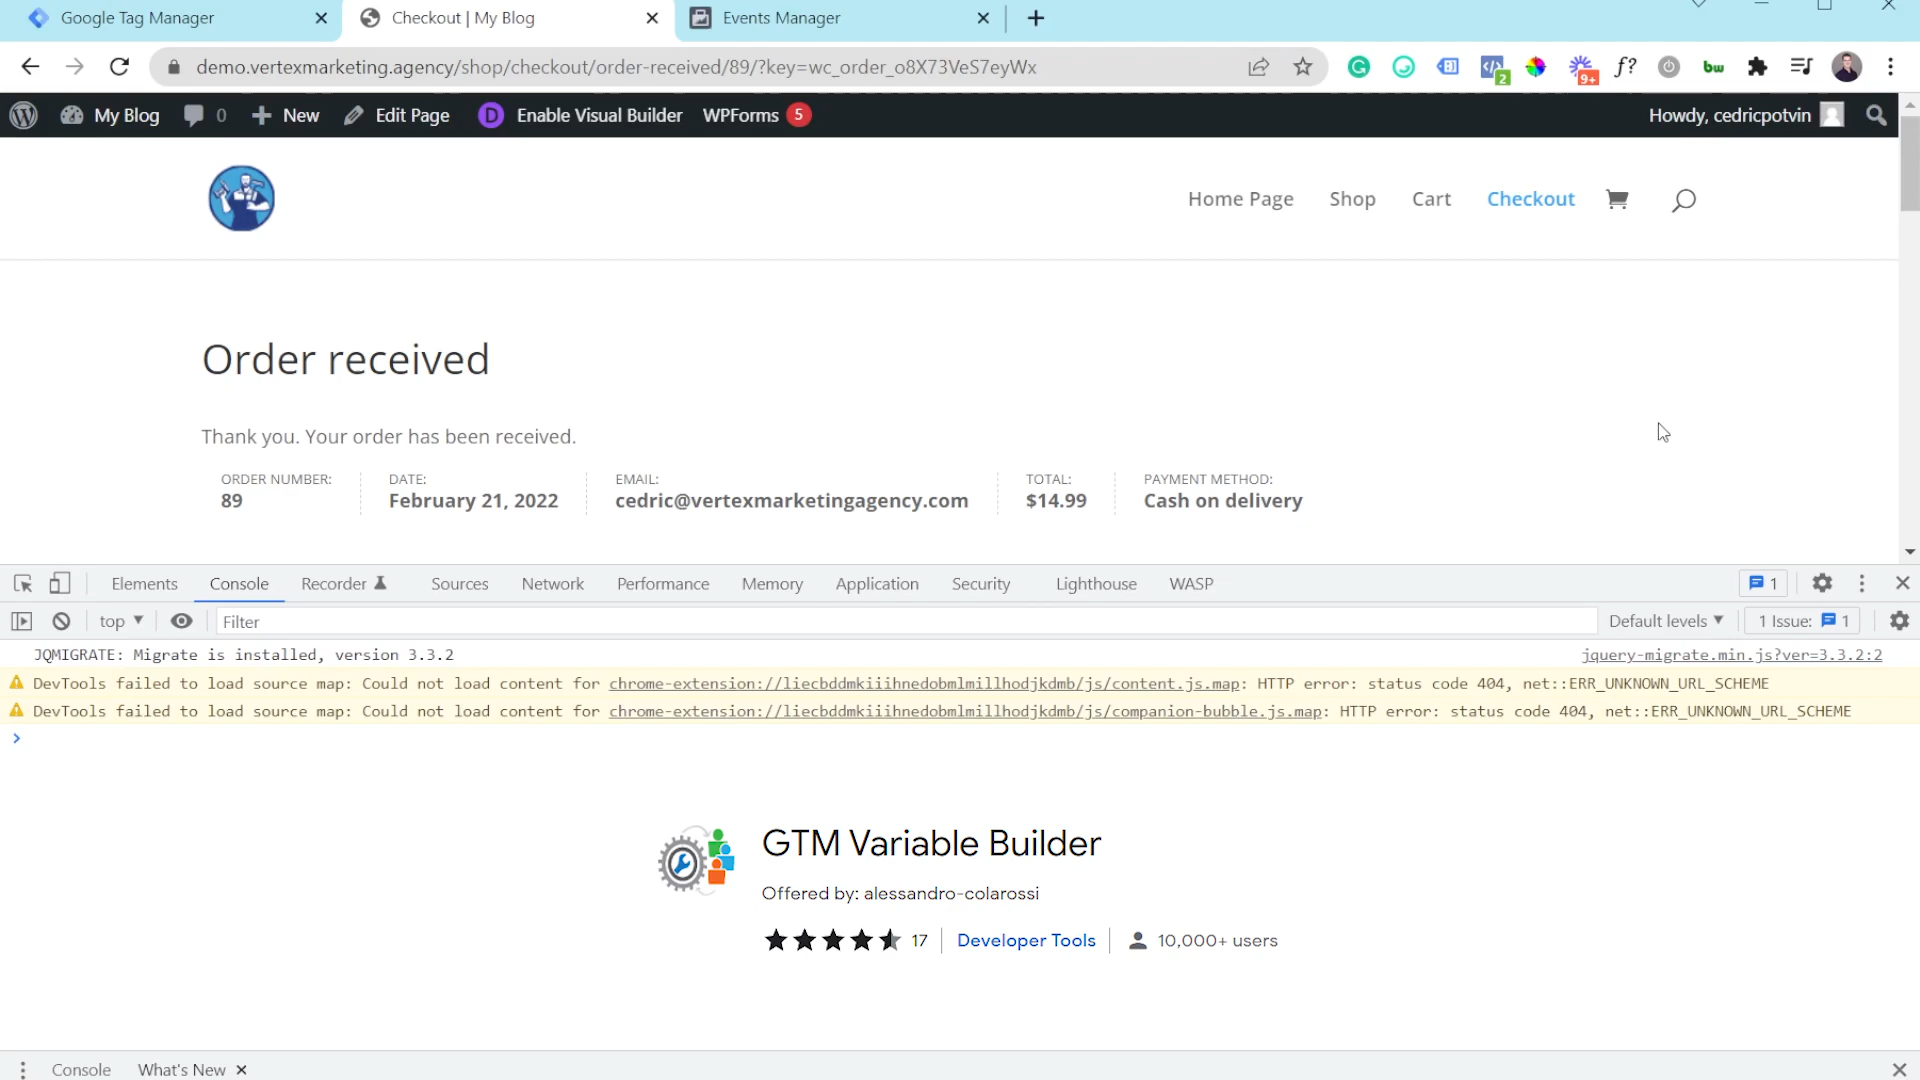 Google Tag Manager
Checkout | My Blog
Events Manager
demo.vertexmarketing.agency/shop/checkout/order-received/89/?key=wc_order_o8X73VeS7eyWx
2
9+
f?
bw
My Blog
0
New
Edit Page
D
Enable Visual Builder
WPForms 5
Howdy, cedricpotvin
Home Page
Shop
Cart
Checkout
Order received
Thank you. Your order has been received.
ORDER NUMBER:
89
DATE:
February 21, 2022
EMAIL:
cedric@vertexmarketingagency.com
TOTAL:
$14.99
PAYMENT METHOD:
Cash on delivery
Elements
Console
Recorder
Sources
Network
Performance
Memory
Application
Security
Lighthouse
WASP
1
top
Filter
Default levels
1 Issue: 1
JQMIGRATE: Migrate is installed, version 3.3.2
jquery-migrate.min.js?ver=3.3.2:2
DevTools failed to load source map: Could not load content for chrome-extension://liecbddmkiiihnedobmlmillhodjkdmb/js/content.js.map: HTTP error: status code 404, net::ERR_UNKNOWN_URL_SCHEME
DevTools failed to load source map: Could not load content for chrome-extension://liecbddmkiiihnedobmlmillhodjkdmb/js/companion-bubble.js.map: HTTP error: status code 404, net::ERR_UNKNOWN_URL_SCHEME
GTM Variable Builder
Offered by: alessandro-colarossi
17
Developer Tools
10,000+ users
Console
What's New